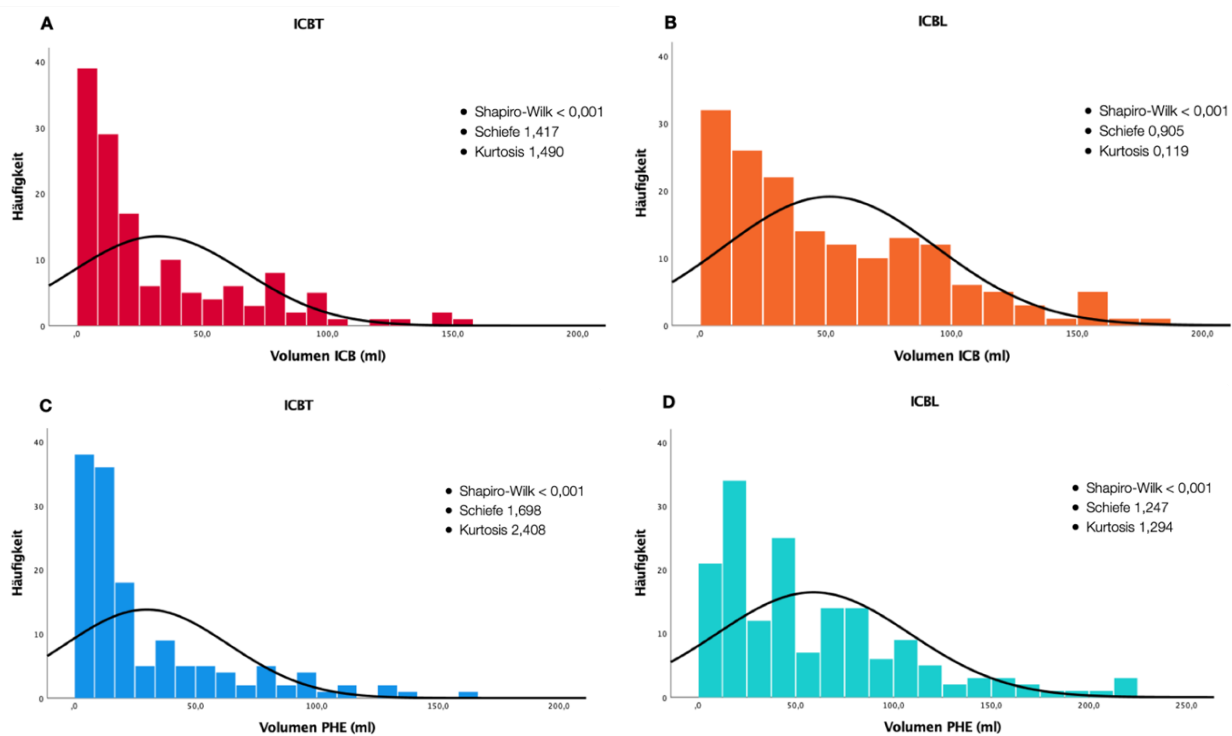 A
ICBT
40
30
20
10
0
Häufigkeit
• Shapiro-Wilk < 0,001
• Schiefe 1,417
• Kurtosis 1,490
,0
50,0
100,0
150,0
200,0
Volumen ICB (ml)
B
ICBL
40
30
20
10
0
Häufigkeit
• Shapiro-Wilk < 0,001
• Schiefe 0,905
• Kurtosis 0,119
,0
50,0
100,0
150,0
200,0
Volumen ICB (ml)
C
ICBT
40
30
20
10
0
Häufigkeit
• Shapiro-Wilk < 0,001
• Schiefe 1,698
• Kurtosis 2,408
,0
50,0
100,0
150,0
200,0
Volumen PHE (ml)
D
ICBL
40
30
20
10
0
Häufigkeit
• Shapiro-Wilk < 0,001
• Schiefe 1,247
• Kurtosis 1,294
,0
50,0
100,0
150,0
200,0
250,0
Volumen PHE (ml)